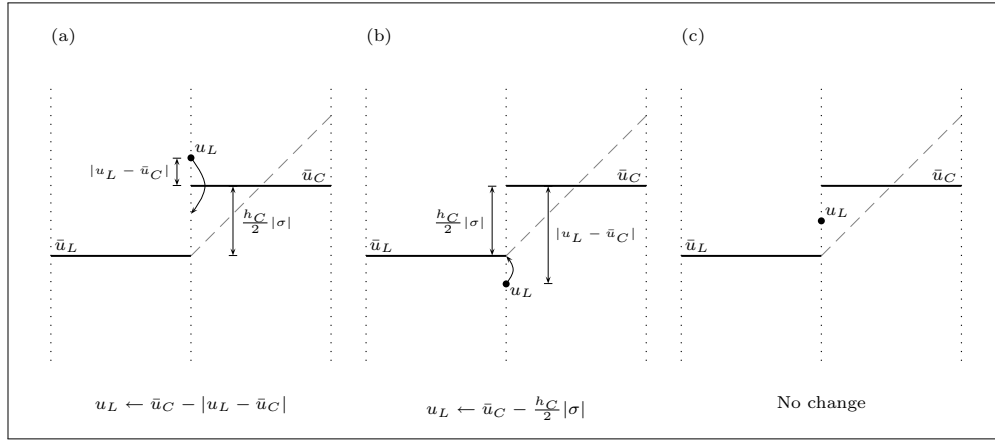 (a)
u_L
|u_L − ū_C|
ū_C
h_C/2 |σ|
ū_L
u_L ← ū_C − |u_L − ū_C|
(b)
ū_C
h_C/2 |σ|
|u_L − ū_C|
ū_L
u_L
u_L ← ū_C − h_C/2 |σ|
(c)
ū_C
u_L
ū_L
No change